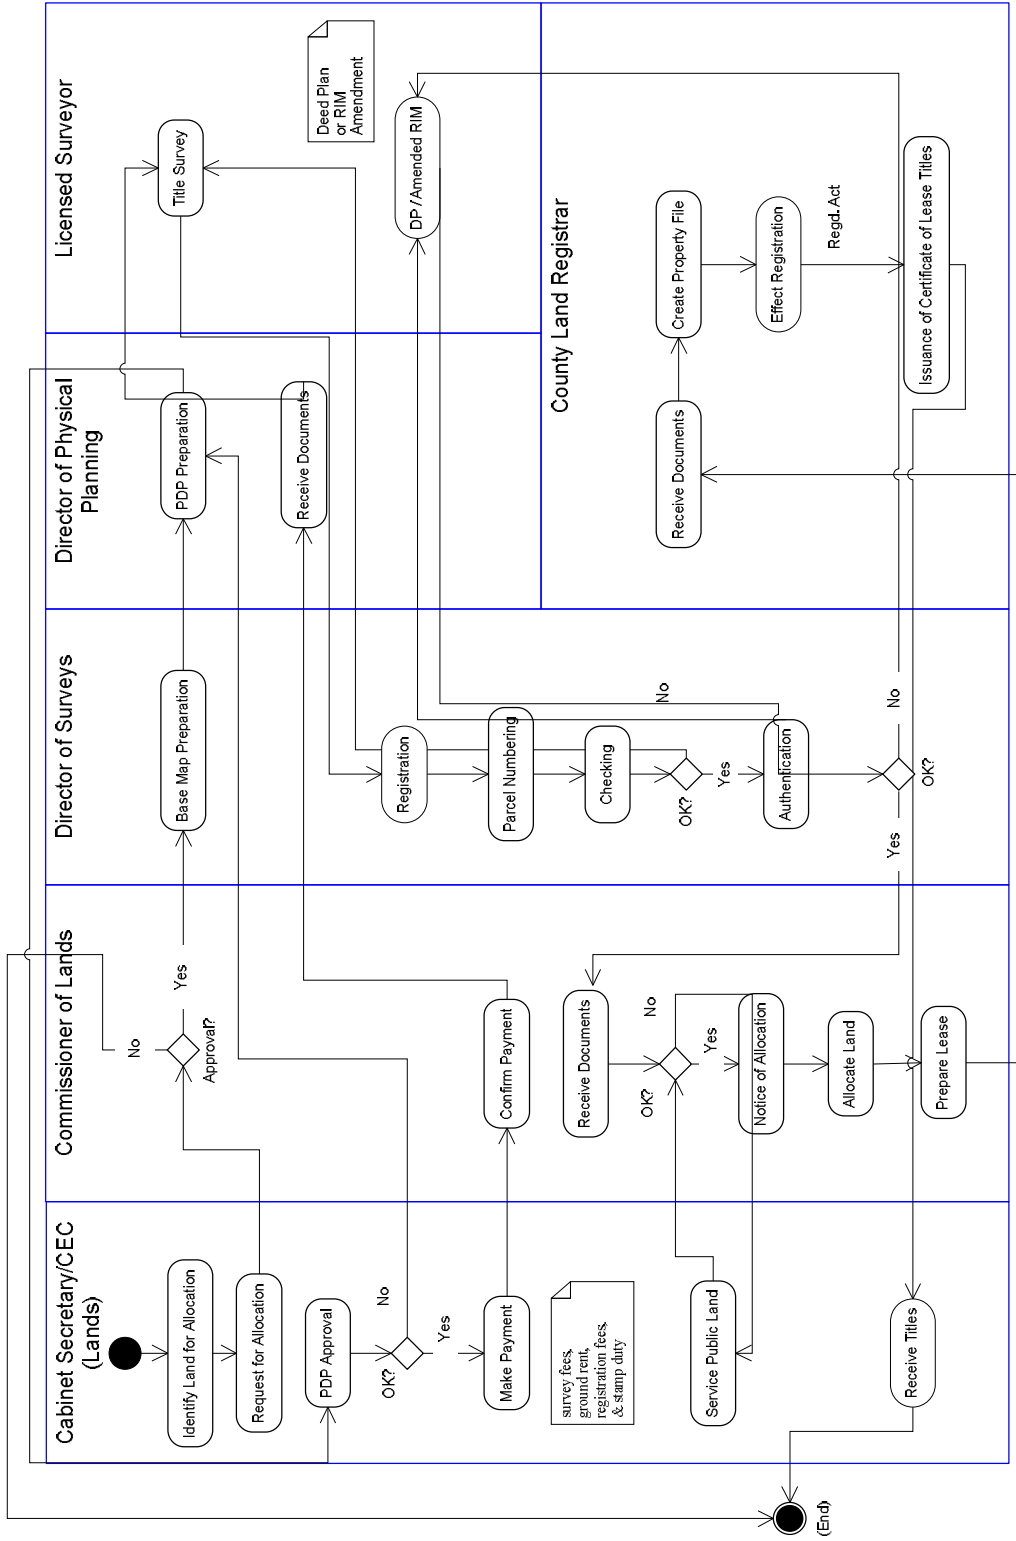 Cabinet Secretary/CEC
(Lands)
Identify Land for Allocation
Request for Allocation
PDP Approval
OK?
No
Yes
Make Payment
survey fees,
ground rent,
registration fees,
& stamp duty
Service Public Land
Receive Titles
(End)
Commissioner of Lands
No
Yes
Approval?
Confirm Payment
Receive Documents
OK?
No
Yes
Notice of Allocation
Allocate Land
Prepare Lease
Director of Surveys
Base Map Preparation
Registration
Parcel Numbering
Checking
OK?
No
Yes
Authentication
Yes
No
OK?
Director of Physical
Planning
PDP Preparation
Receive Documents
Licensed Surveyor
Title Survey
Deed Plan
or RIM
Amendment
DP /Amended RIM
County Land Registrar
Receive Documents
Create Property File
Effect Registration
Regd. Act
Issuance of Certificate of Lease Titles